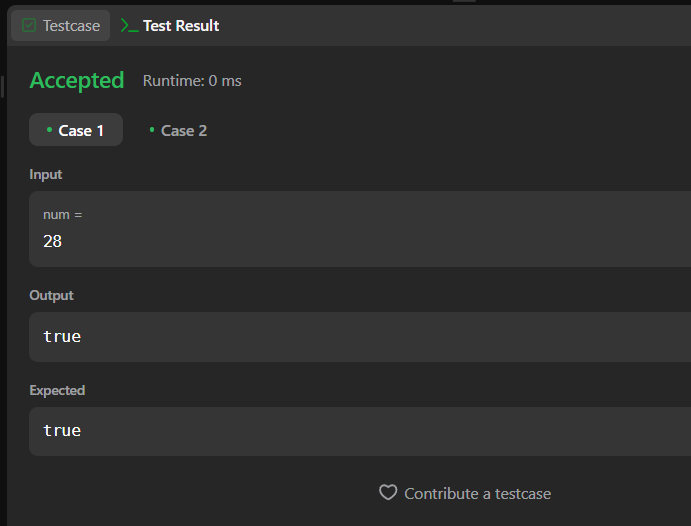 Testcase
Test Result
Accepted Runtime: 0 ms
Case 1 Case 2
Input
num =
28
Output
true
Expected
true
Contribute a testcase